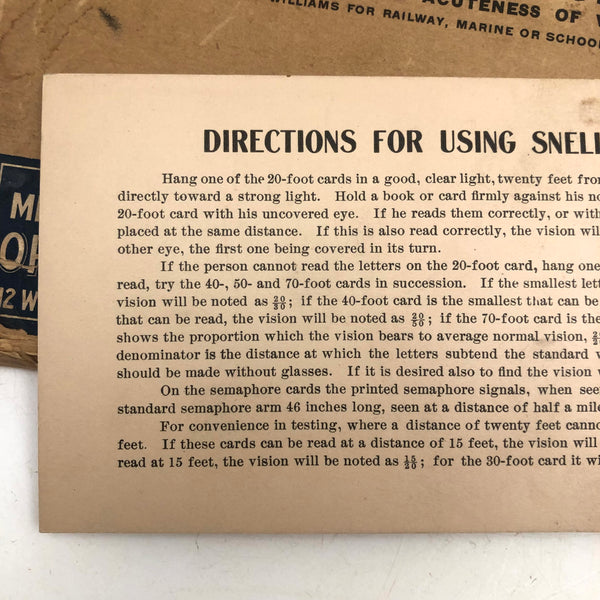 ACUTENESS OF V
WILLIAMS FOR RAILWAY, MARINE OR SCHOOL
DIRECTIONS FOR USING SNELL
Hang one of the 20-foot cards in a good, clear light, twenty feet from
directly toward a strong light. Hold a book or card firmly against his no
20-foot card with his uncovered eye. If he reads them correctly, or with
placed at the same distance. If this is also read correctly, the vision will
other eye, the first one being covered in its turn.
If the person cannot read the letters on the 20-foot card, hang one
read, try the 40-, 50- and 70-foot cards in succession. If the smallest lett
vision will be noted as 20/30; if the 40-foot card is the smallest that can be
that can be read, the vision will be noted as 20/50; if the 70-foot card is the
shows the proportion which the vision bears to average normal vision,
denominator is the distance at which the letters subtend the standard v
should be made without glasses. If it is desired also to find the vision w
On the semaphore cards the printed semaphore signals, when see
standard semaphore arm 46 inches long, seen at a distance of half a mile
For convenience in testing, where a distance of twenty feet canno
feet. If these cards can be read at a distance of 15 feet, the vision will
read at 15 feet, the vision will be noted as 15/20; for the 30-foot card it wi
12 W